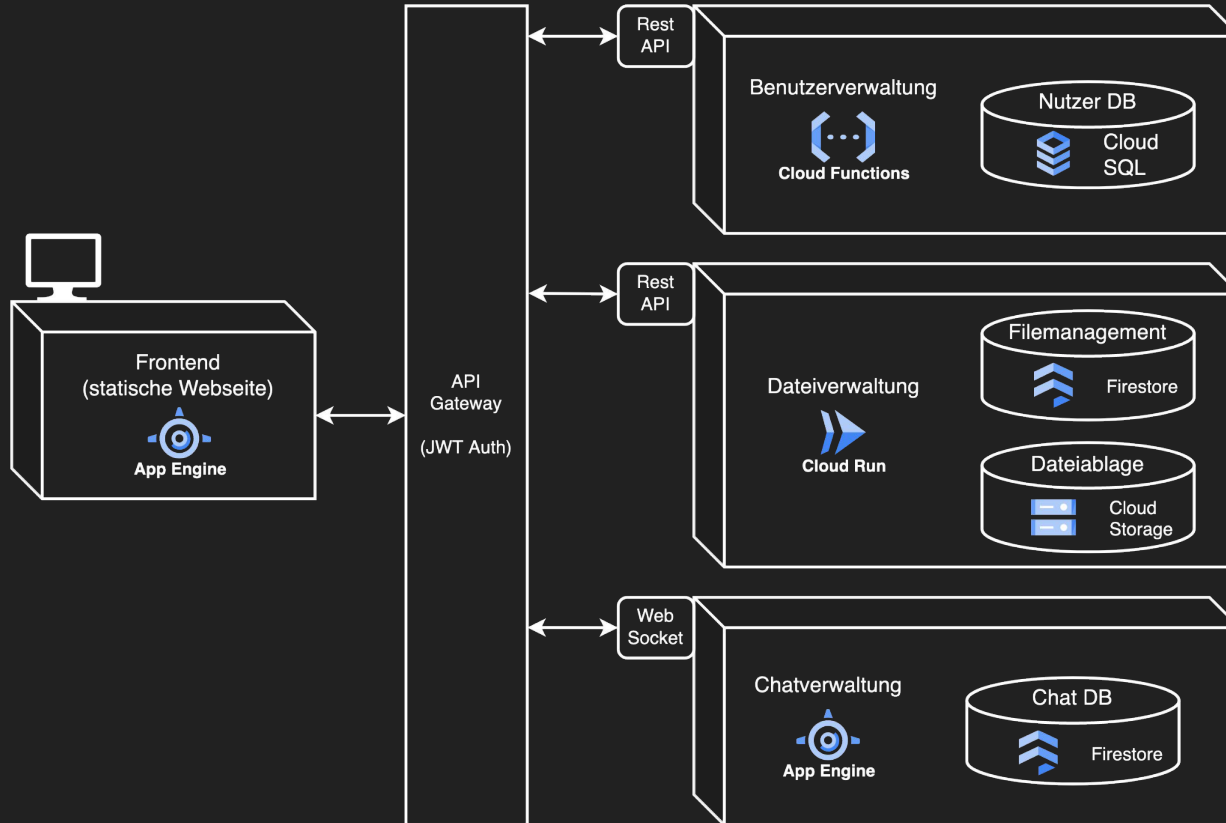 Frontend
(statische Webseite)
App Engine
API
Gateway
(JWT Auth)
Rest
API
Benutzerverwaltung
Cloud Functions
Nutzer DB
Cloud
SQL
Rest
API
Dateiverwaltung
Cloud Run
Filemanagement
Firestore
Dateiablage
Cloud
Storage
Web
Socket
Chatverwaltung
App Engine
Chat DB
Firestore